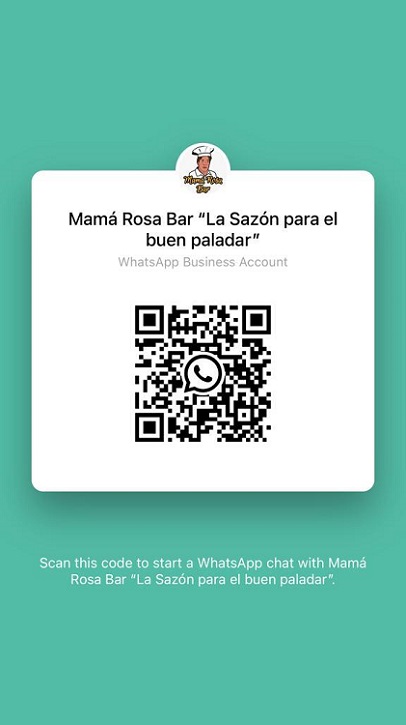 Mamá Rosa
Bar
Mamá Rosa Bar “La Sazón para el
buen paladar”
WhatsApp Business Account
Scan this code to start a WhatsApp chat with Mamá
Rosa Bar “La Sazón para el buen paladar”.